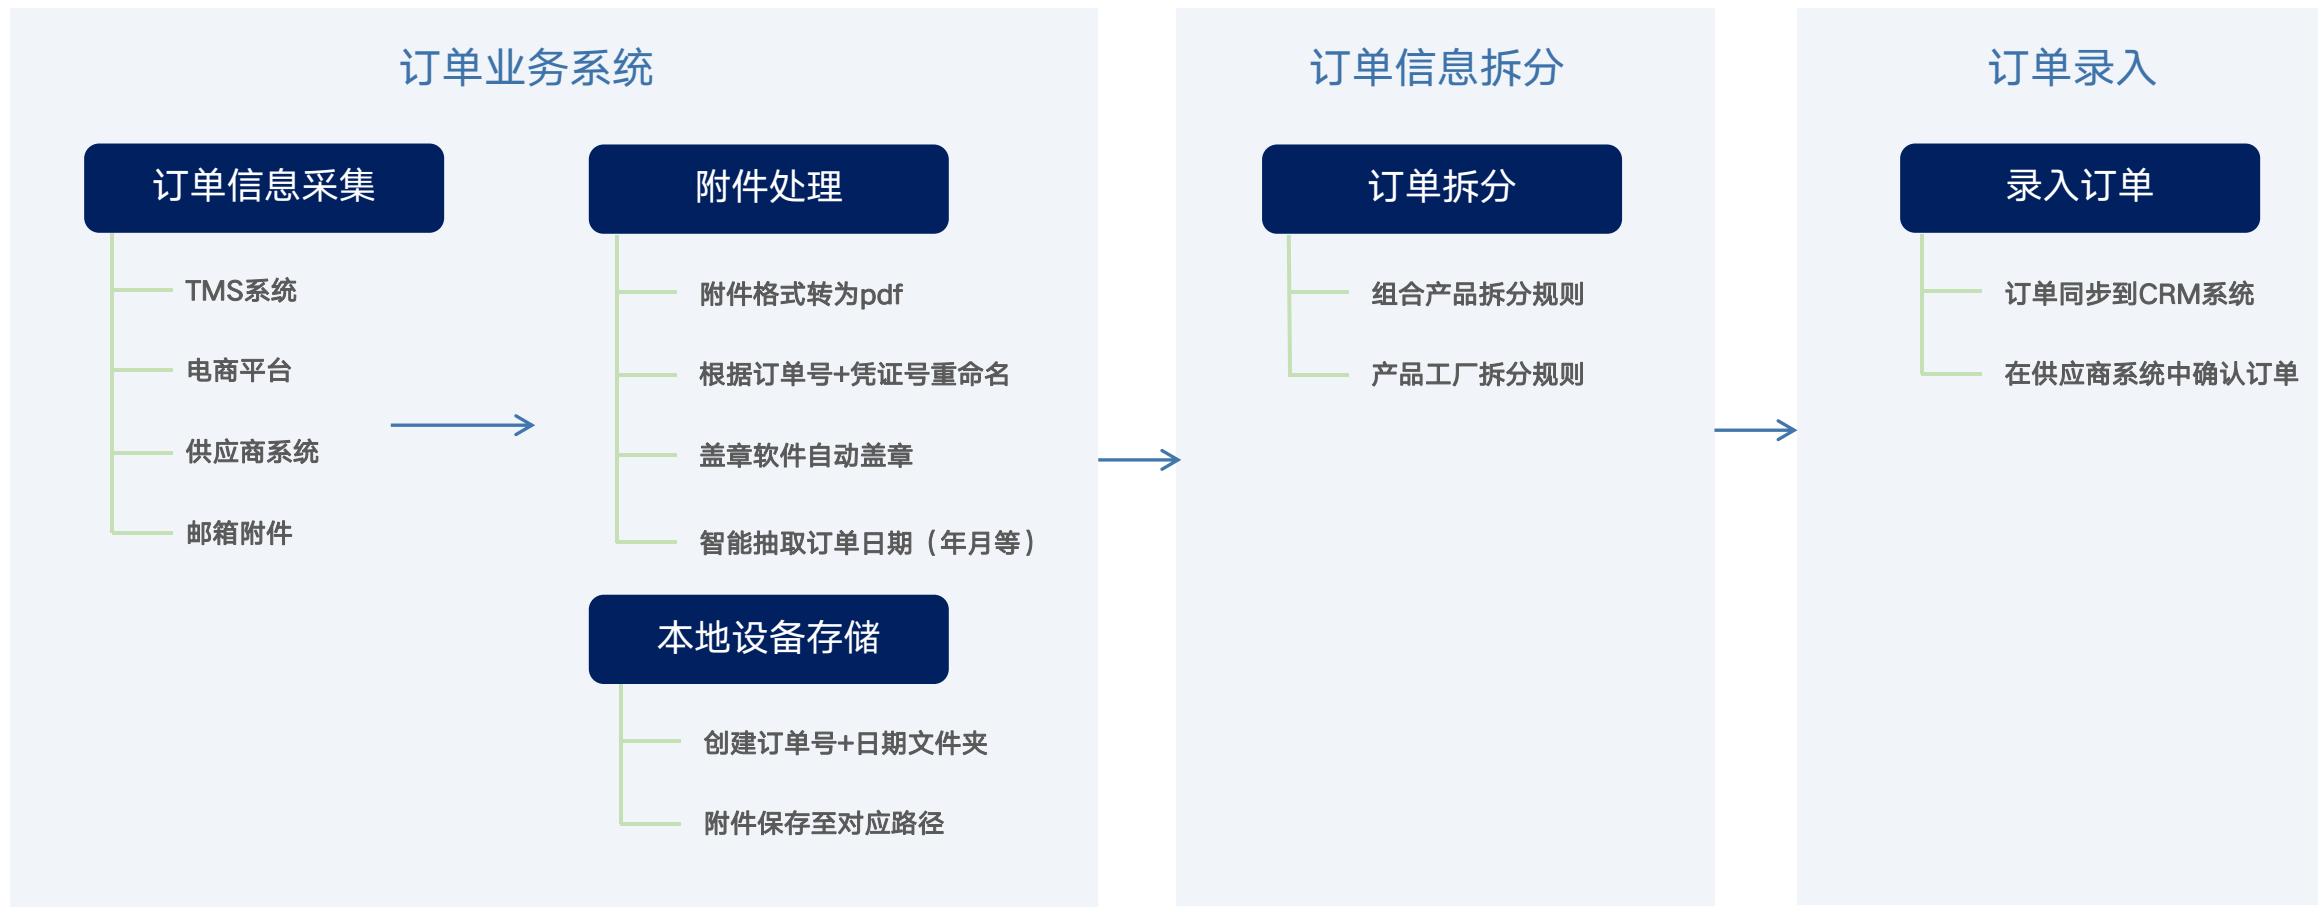 订单业务系统
订单信息采集
TMS系统
电商平台
供应商系统
邮箱附件
附件处理
附件格式转为pdf
根据订单号+凭证号重命名
盖章软件自动盖章
智能抽取订单日期（年月等）
本地设备存储
创建订单号+日期文件夹
附件保存至对应路径
订单信息拆分
订单拆分
组合产品拆分规则
产品工厂拆分规则
订单录入
录入订单
订单同步到CRM系统
在供应商系统中确认订单